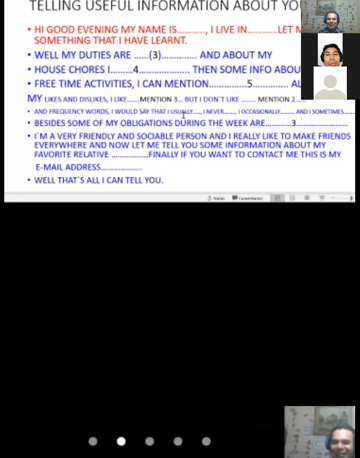 TELLING USEFUL INFORMATION ABOUT YOU
• HI GOOD EVENING MY NAME IS..........., I LIVE IN............LET M
SOMETHING THAT I HAVE LEARNT.
• WELL MY DUTIES ARE ......(3)............. AND ABOUT MY
• HOUSE CHORES I.........4.................... THEN SOME INFO ABOU
• FREE TIME ACTIVITIES, I CAN MENTION...............5.............. AL
MY LIKES AND DISLIKES, I LIKE......MENTION 3... BUT I DON´T LIKE ........ MENTION 2.....
• AND FREQUENCY WORDS, I WOULD SAY THAT I USUALLY....., I NEVER........, I OCCASIONALLY......... AND I SOMETIMES.......
• BESIDES SOME OF MY OBLIGATIONS DURING THE WEEK ARE............3......................
• I´M A VERY FRIENDLY AND SOCIABLE PERSON AND I REALLY LIKE TO MAKE FRIENDS
EVERYWHERE AND NOW LET ME TELL YOU SOME INFORMATION ABOUT MY
FAVORITE RELATIVE ....................FINALLY IF YOU WANT TO CONTACT ME THIS IS MY
E-MAIL ADDRESS.................
• WELL THAT´S ALL I CAN TELL YOU.